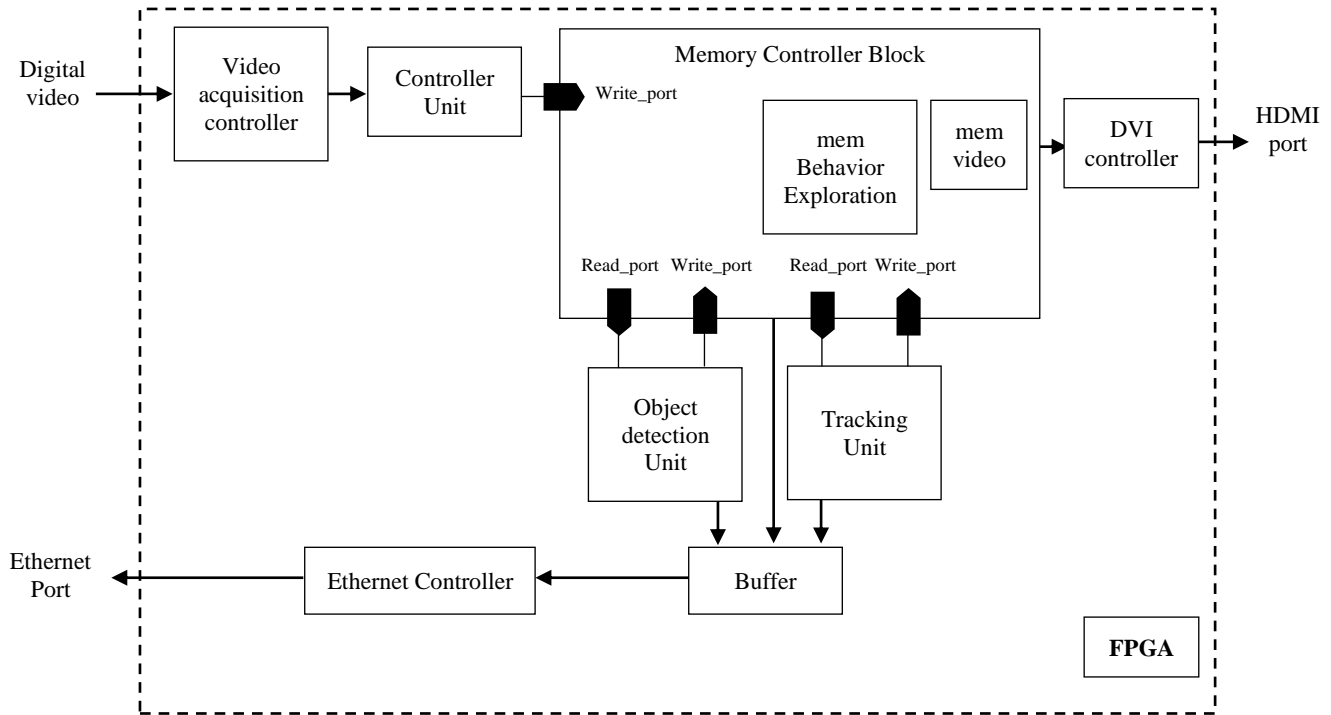 Digital
video
Video
acquisition
controller
Controller
Unit
Write_port
Memory Controller Block
mem
Behavior
Exploration
mem
video
DVI
controller
HDMI
port
Read_port
Write_port
Read_port
Write_port
Object
detection
Unit
Tracking
Unit
Ethernet
Port
Ethernet Controller
Buffer
FPGA